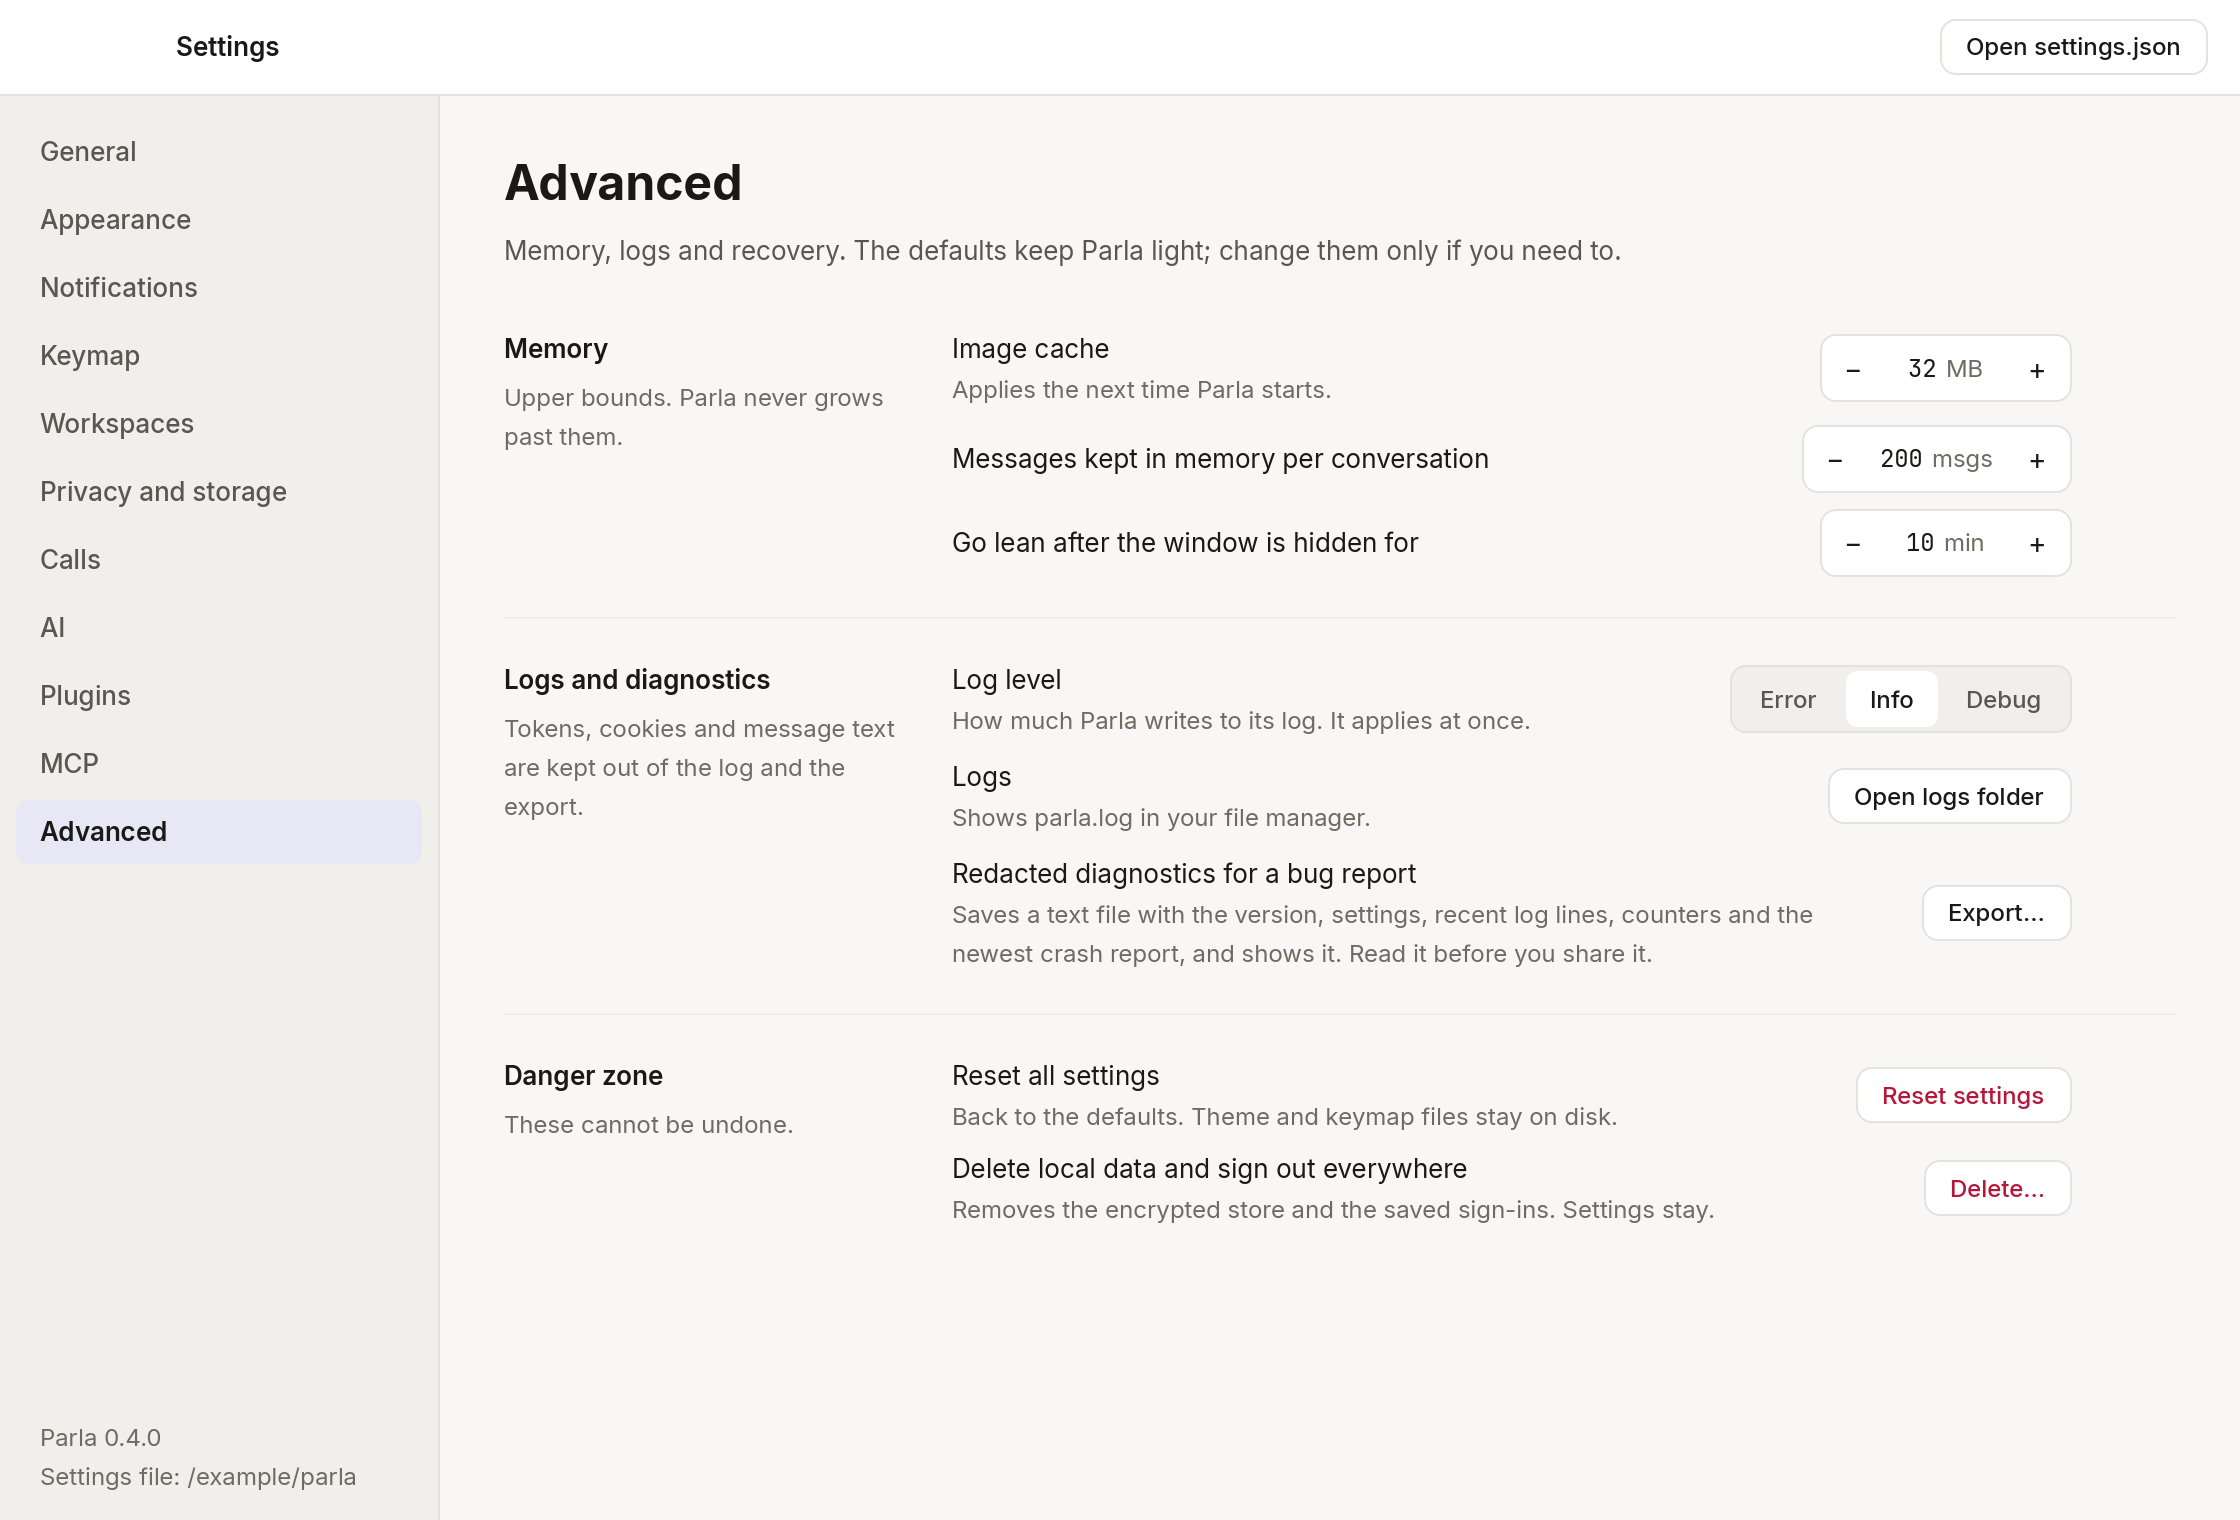 Settings
Open settings.json
General
Appearance
Notifications
Keymap
Workspaces
Privacy and storage
Calls
AI
Plugins
MCP
Advanced
Parla 0.4.0
Settings file: /example/parla
Advanced
Memory, logs and recovery. The defaults keep Parla light; change them only if you need to.
Memory
Upper bounds. Parla never grows
past them.
Image cache
Applies the next time Parla starts.
− 32 MB +
Messages kept in memory per conversation
− 200 msgs +
Go lean after the window is hidden for
− 10 min +
Logs and diagnostics
Tokens, cookies and message text
are kept out of the log and the
export.
Log level
How much Parla writes to its log. It applies at once.
Error Info Debug
Logs
Shows parla.log in your file manager.
Open logs folder
Redacted diagnostics for a bug report
Saves a text file with the version, settings, recent log lines, counters and the
newest crash report, and shows it. Read it before you share it.
Export...
Danger zone
These cannot be undone.
Reset all settings
Back to the defaults. Theme and keymap files stay on disk.
Reset settings
Delete local data and sign out everywhere
Removes the encrypted store and the saved sign-ins. Settings stay.
Delete...